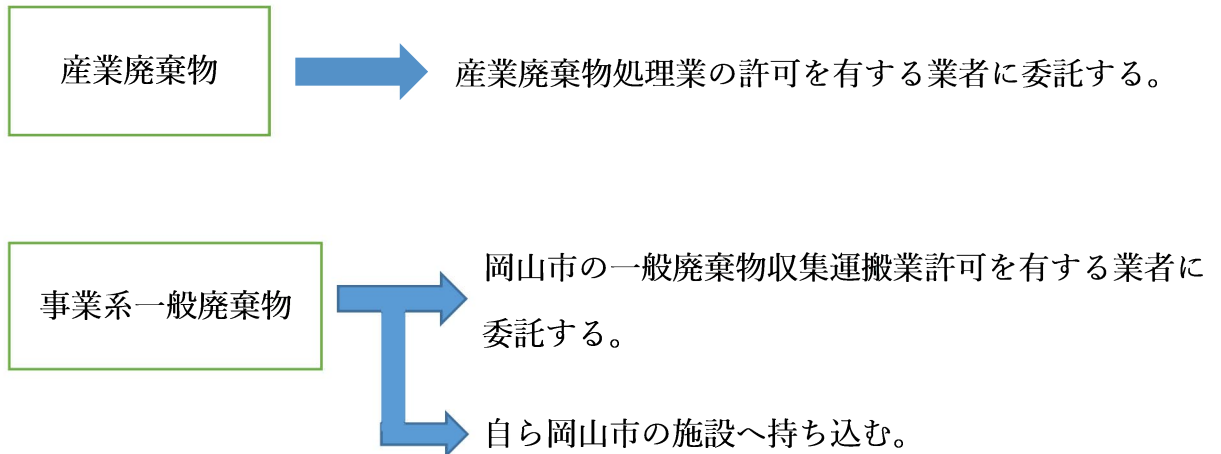 産業廃棄物
産業廃棄物処理業の許可を有する業者に委託する。
事業系一般廃棄物
岡山市の一般廃棄物収集運搬業許可を有する業者に
委託する。
自ら岡山市の施設へ持ち込む。